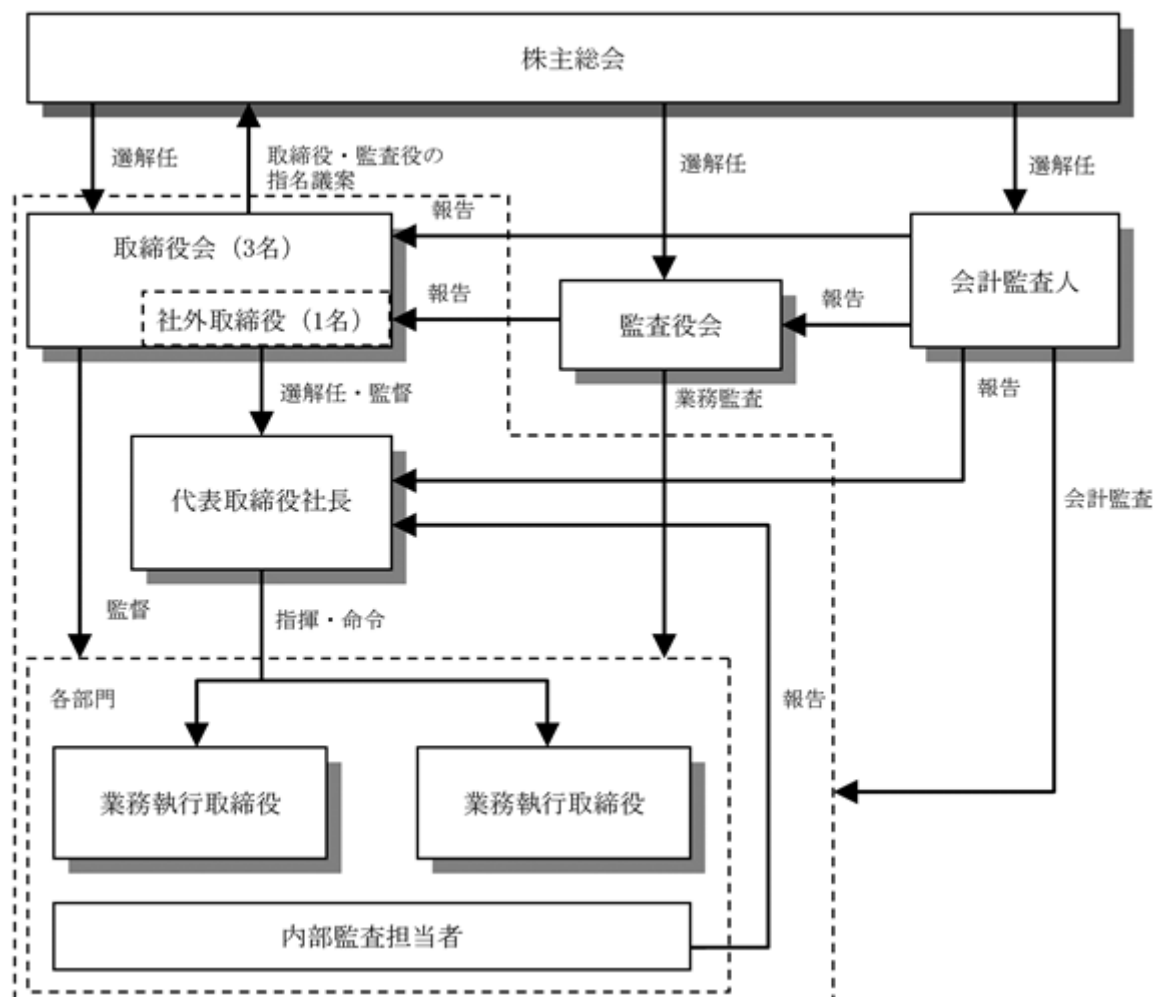 株主総会
選解任
取締役・監査役の
指名議案
選解任
選解任
報告
取締役会（3名）
社外取締役（1名）
報告
監査役会
報告
会計監査人
選解任・監督
業務監査
報告
代表取締役社長
会計監査
監督
指揮・命令
各部門
報告
業務執行取締役
業務執行取締役
内部監査担当者